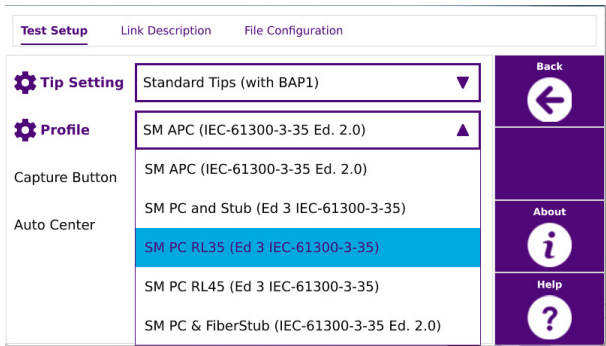 Test Setup Link Description File Configuration
Back
Tip Setting Standard Tips (with BAP1)
Profile SM APC (IEC-61300-3-35 Ed. 2.0)
SM APC (IEC-61300-3-35 Ed. 2.0)
Capture Button
SM PC and Stub (Ed 3 IEC-61300-3-35)
About
Auto Center
SM PC RL35 (Ed 3 IEC-61300-3-35)
SM PC RL45 (Ed 3 IEC-61300-3-35)
Help
SM PC & FiberStub (IEC-61300-3-35 Ed. 2.0)